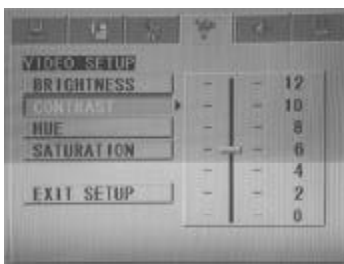 VIDEO SETUP
BRIGHTNESS
CONTRAST
HUE
SATURATION
EXIT SETUP
12
10
8
6
4
2
0